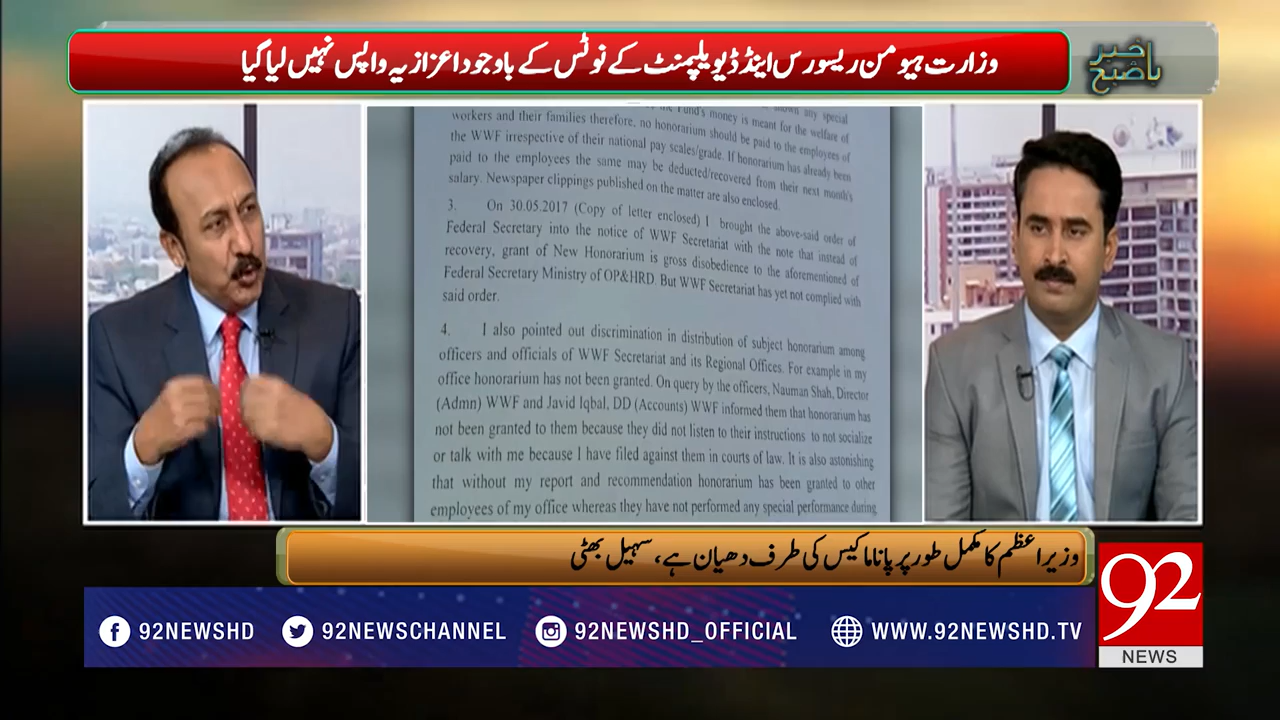 وزارت ہیومن ریسورس اینڈ ڈیویلپمنٹ کے نوٹس کے باوجود اعزازیہ واپس نہیں لیا گیا
باخبر صبح
Fund's money is meant for the welfare of
workers and their families therefore, no honorarium should be paid to the employees of
the WWF irrespective of their national pay scales/grade. If honorarium has already been
paid to the employees the same may be deducted/recovered from their next month's
salary. Newspaper clippings published on the matter are also enclosed.
3. On 30.05.2017 (Copy of letter enclosed) I brought the above-said order of
Federal Secretary into the notice of WWF Secretariat with the note that instead of
recovery, grant of New Honorarium is gross disobedience to the aforementioned of
Federal Secretary Ministry of OP&HRD. But WWF Secretariat has yet not complied with
said order.
4. I also pointed out discrimination in distribution of subject honorarium among
officers and officials of WWF Secretariat and its Regional Offices. For example in my
office honorarium has not been granted. On query by the officers, Nauman Shah, Director
(Admn) WWF and Javid Iqbal, DD (Accounts) WWF informed them that honorarium has
not been granted to them because they did not listen to their instructions to not socialize
or talk with me because I have filed against them in courts of law. It is also astonishing
that without my report and recommendation honorarium has been granted to other
employees of my office whereas they have not performed any special performance during
وزیراعظم کا مکمل طور پر پاناما کیس کی طرف دھیان ہے، سہیل بھٹی
92NEWSHD 92NEWSCHANNEL 92NEWSHD_OFFICIAL WWW.92NEWSHD.TV
92
NEWS